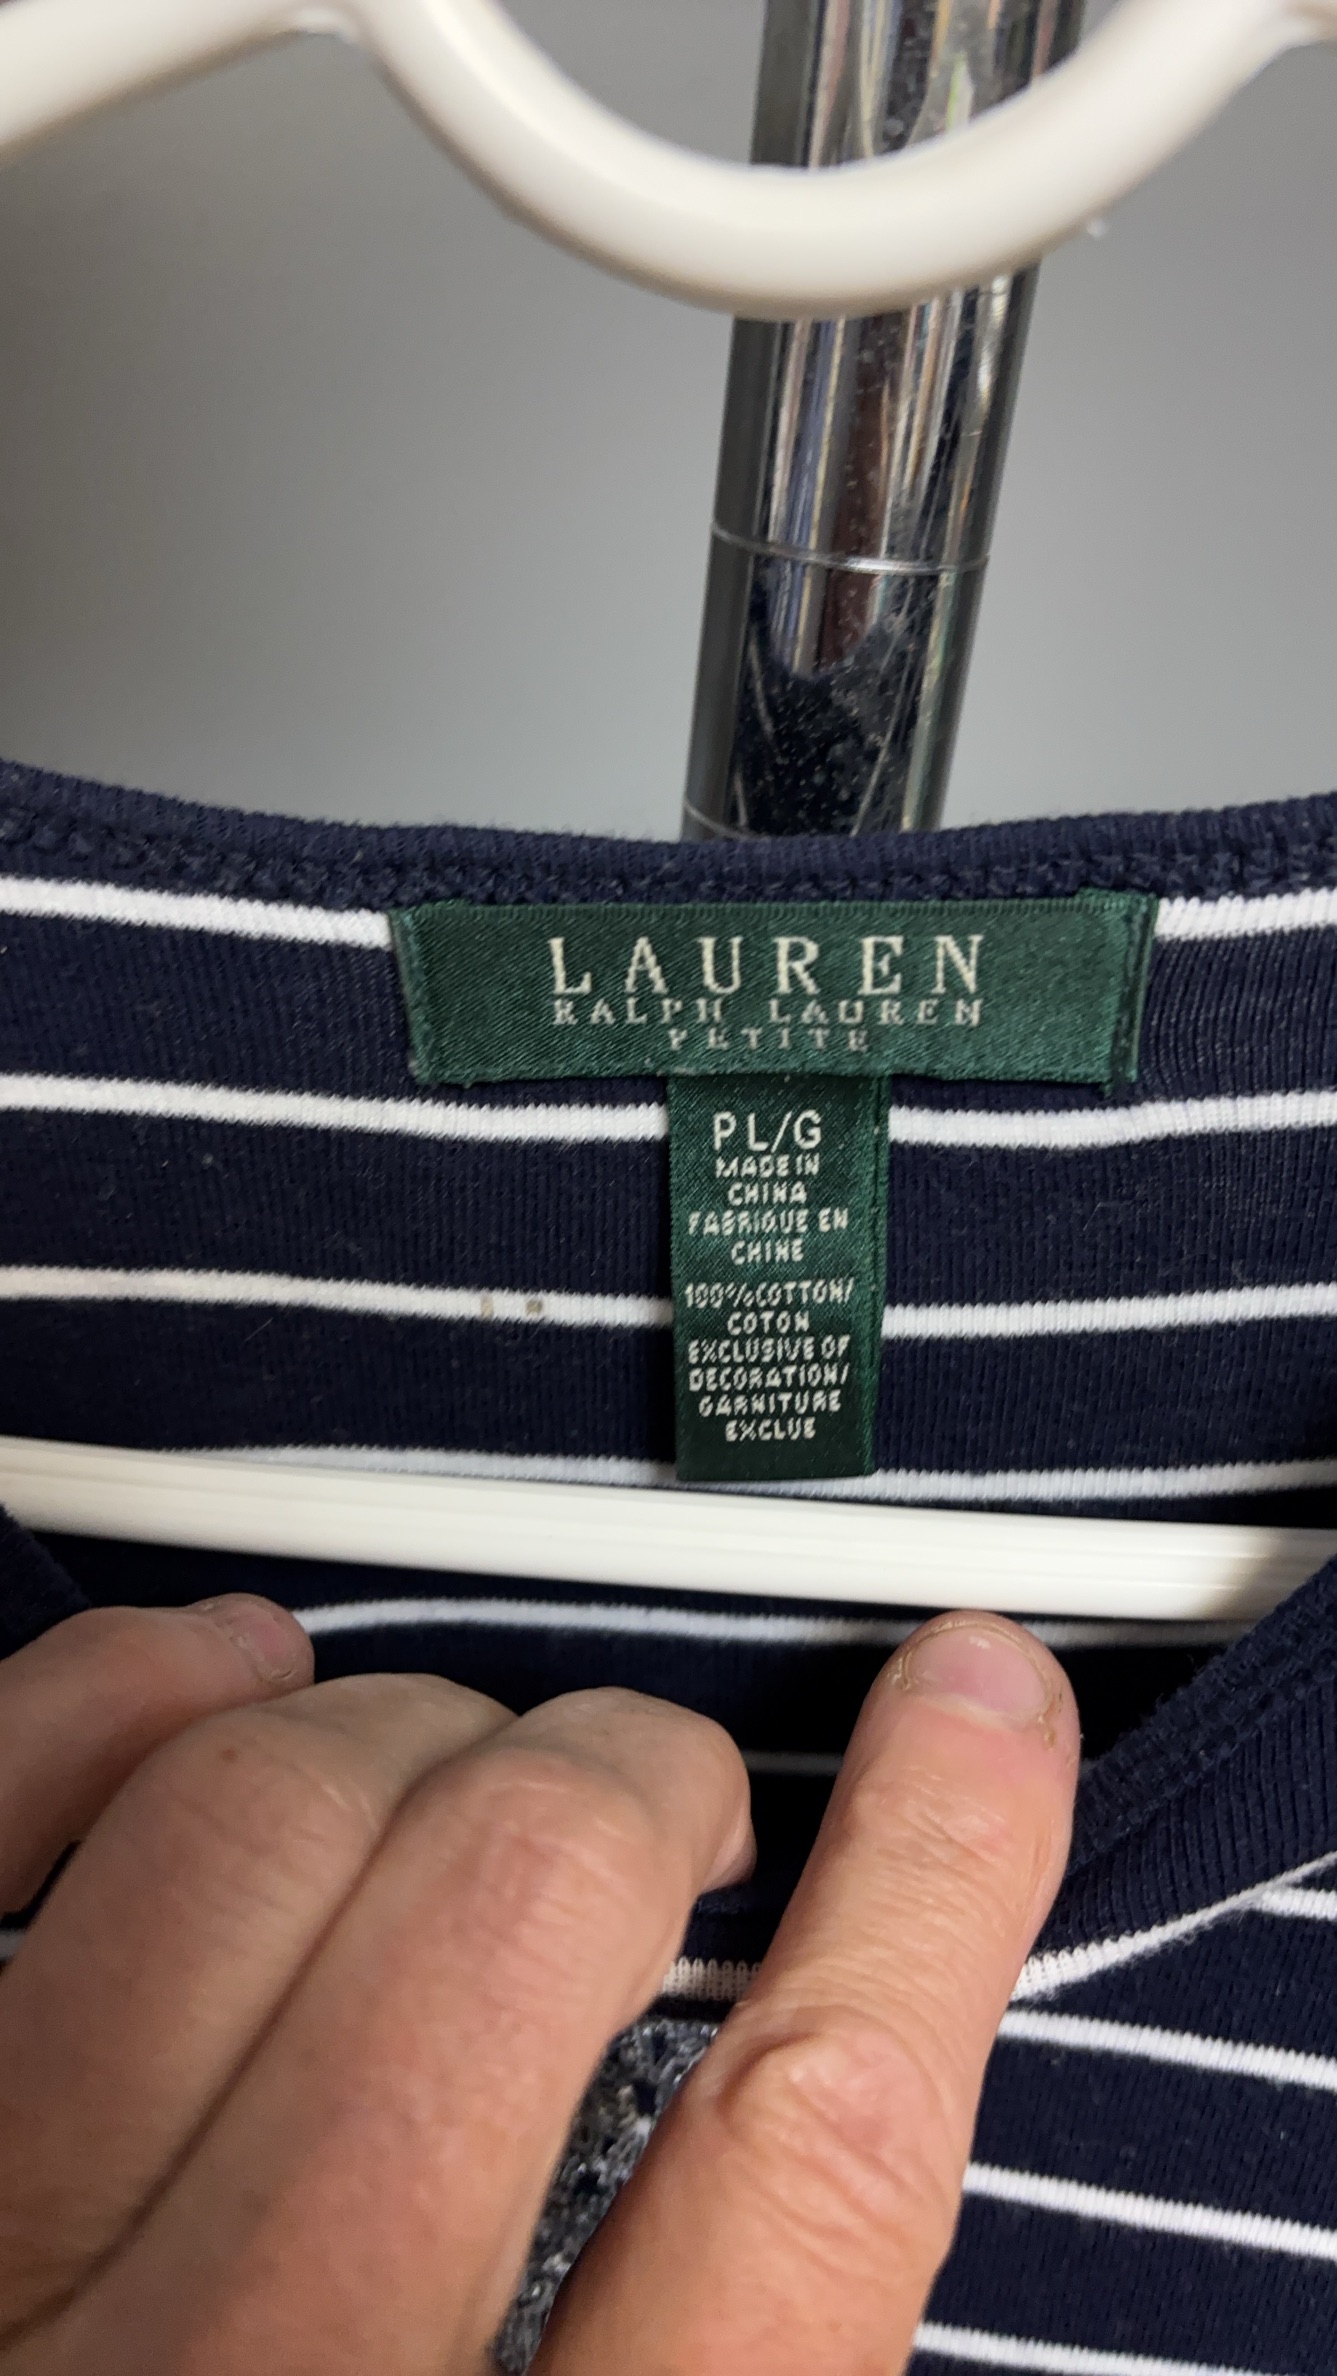 LAUREN
RALPH LAUREN
PETITE
PL/G
MADE IN
CHINA
FABRIQUE EN
CHINE
100%COTTON/
COTON
EXCLUSIVE OF
DECORATION/
GARNITURE
EXCLUE